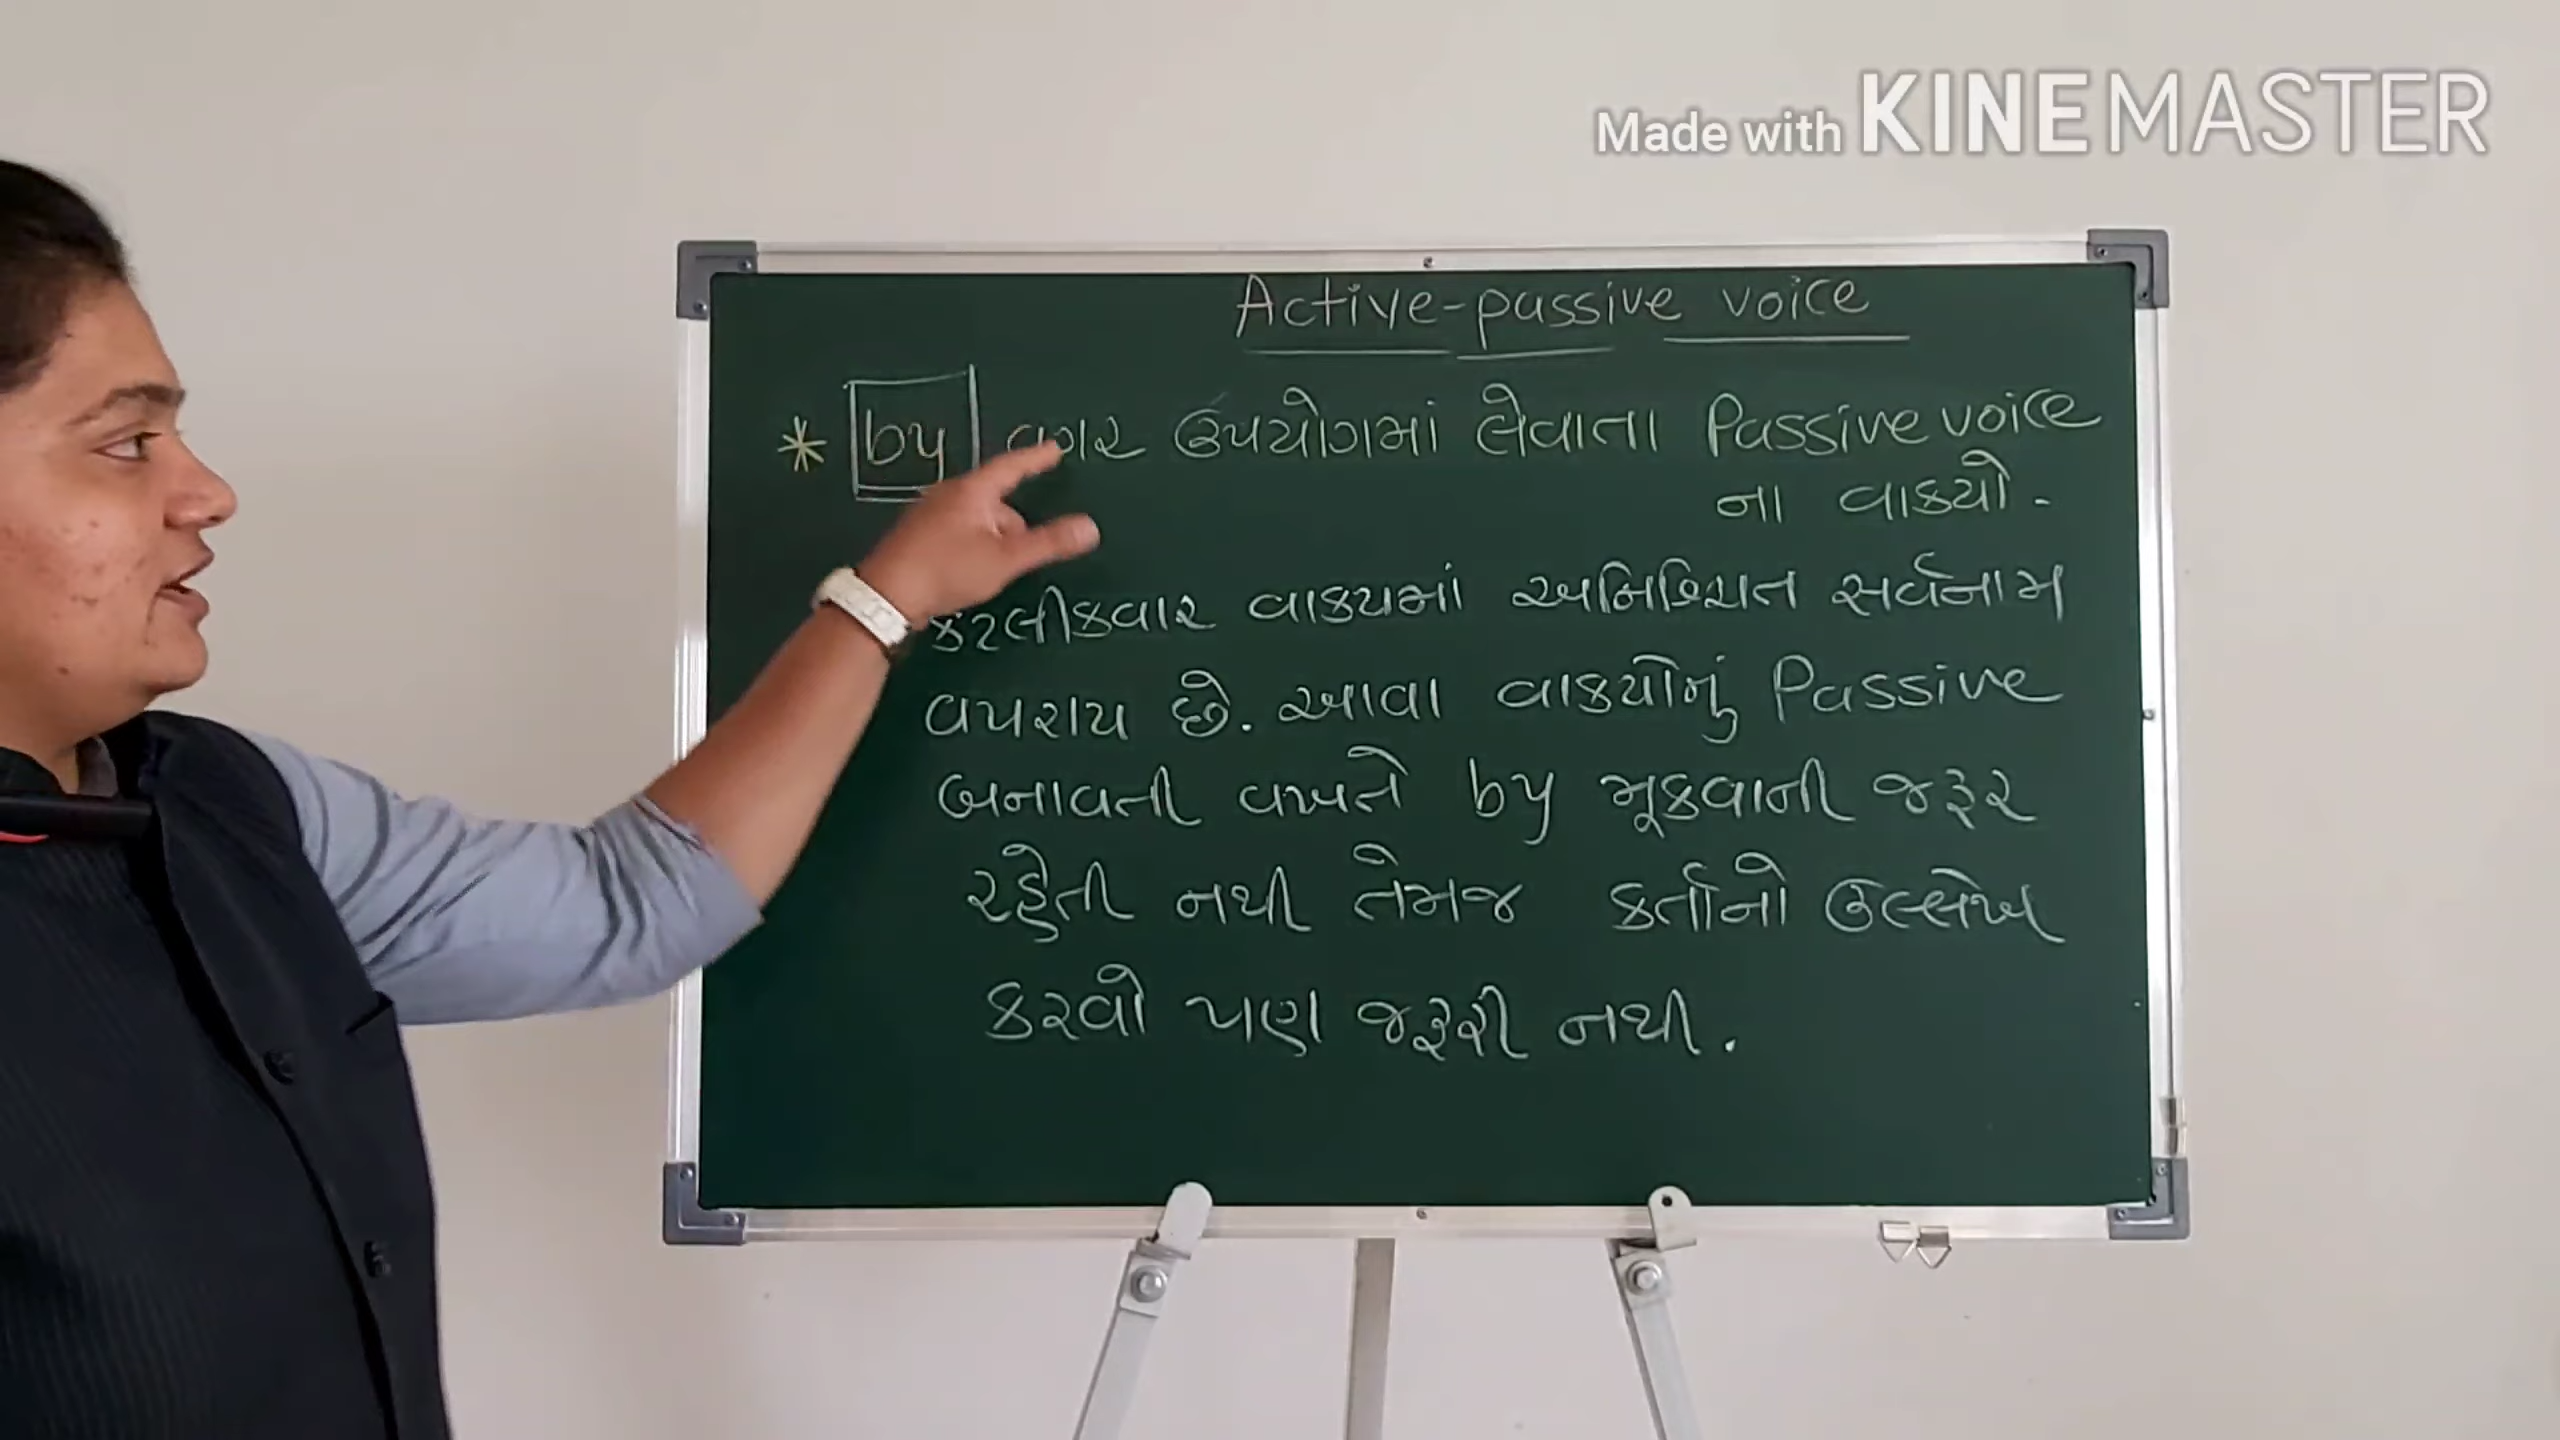 Made with KINEMASTER
Active-passive voice
* by વગર ઉપયોગમાં લેવાતા Passive voice
ના વાક્યો -
કેટલીકવાર વાક્યમાં અનિશ્ચિત સર્વનામ
વપરાય છે. આવા વાક્યોનું Passive
બનાવતી વખતે by મૂકવાની જરૂર
રહેતી નથી તેમજ કર્તાનો ઉલ્લેખ
કરવો પણ જરૂરી નથી.